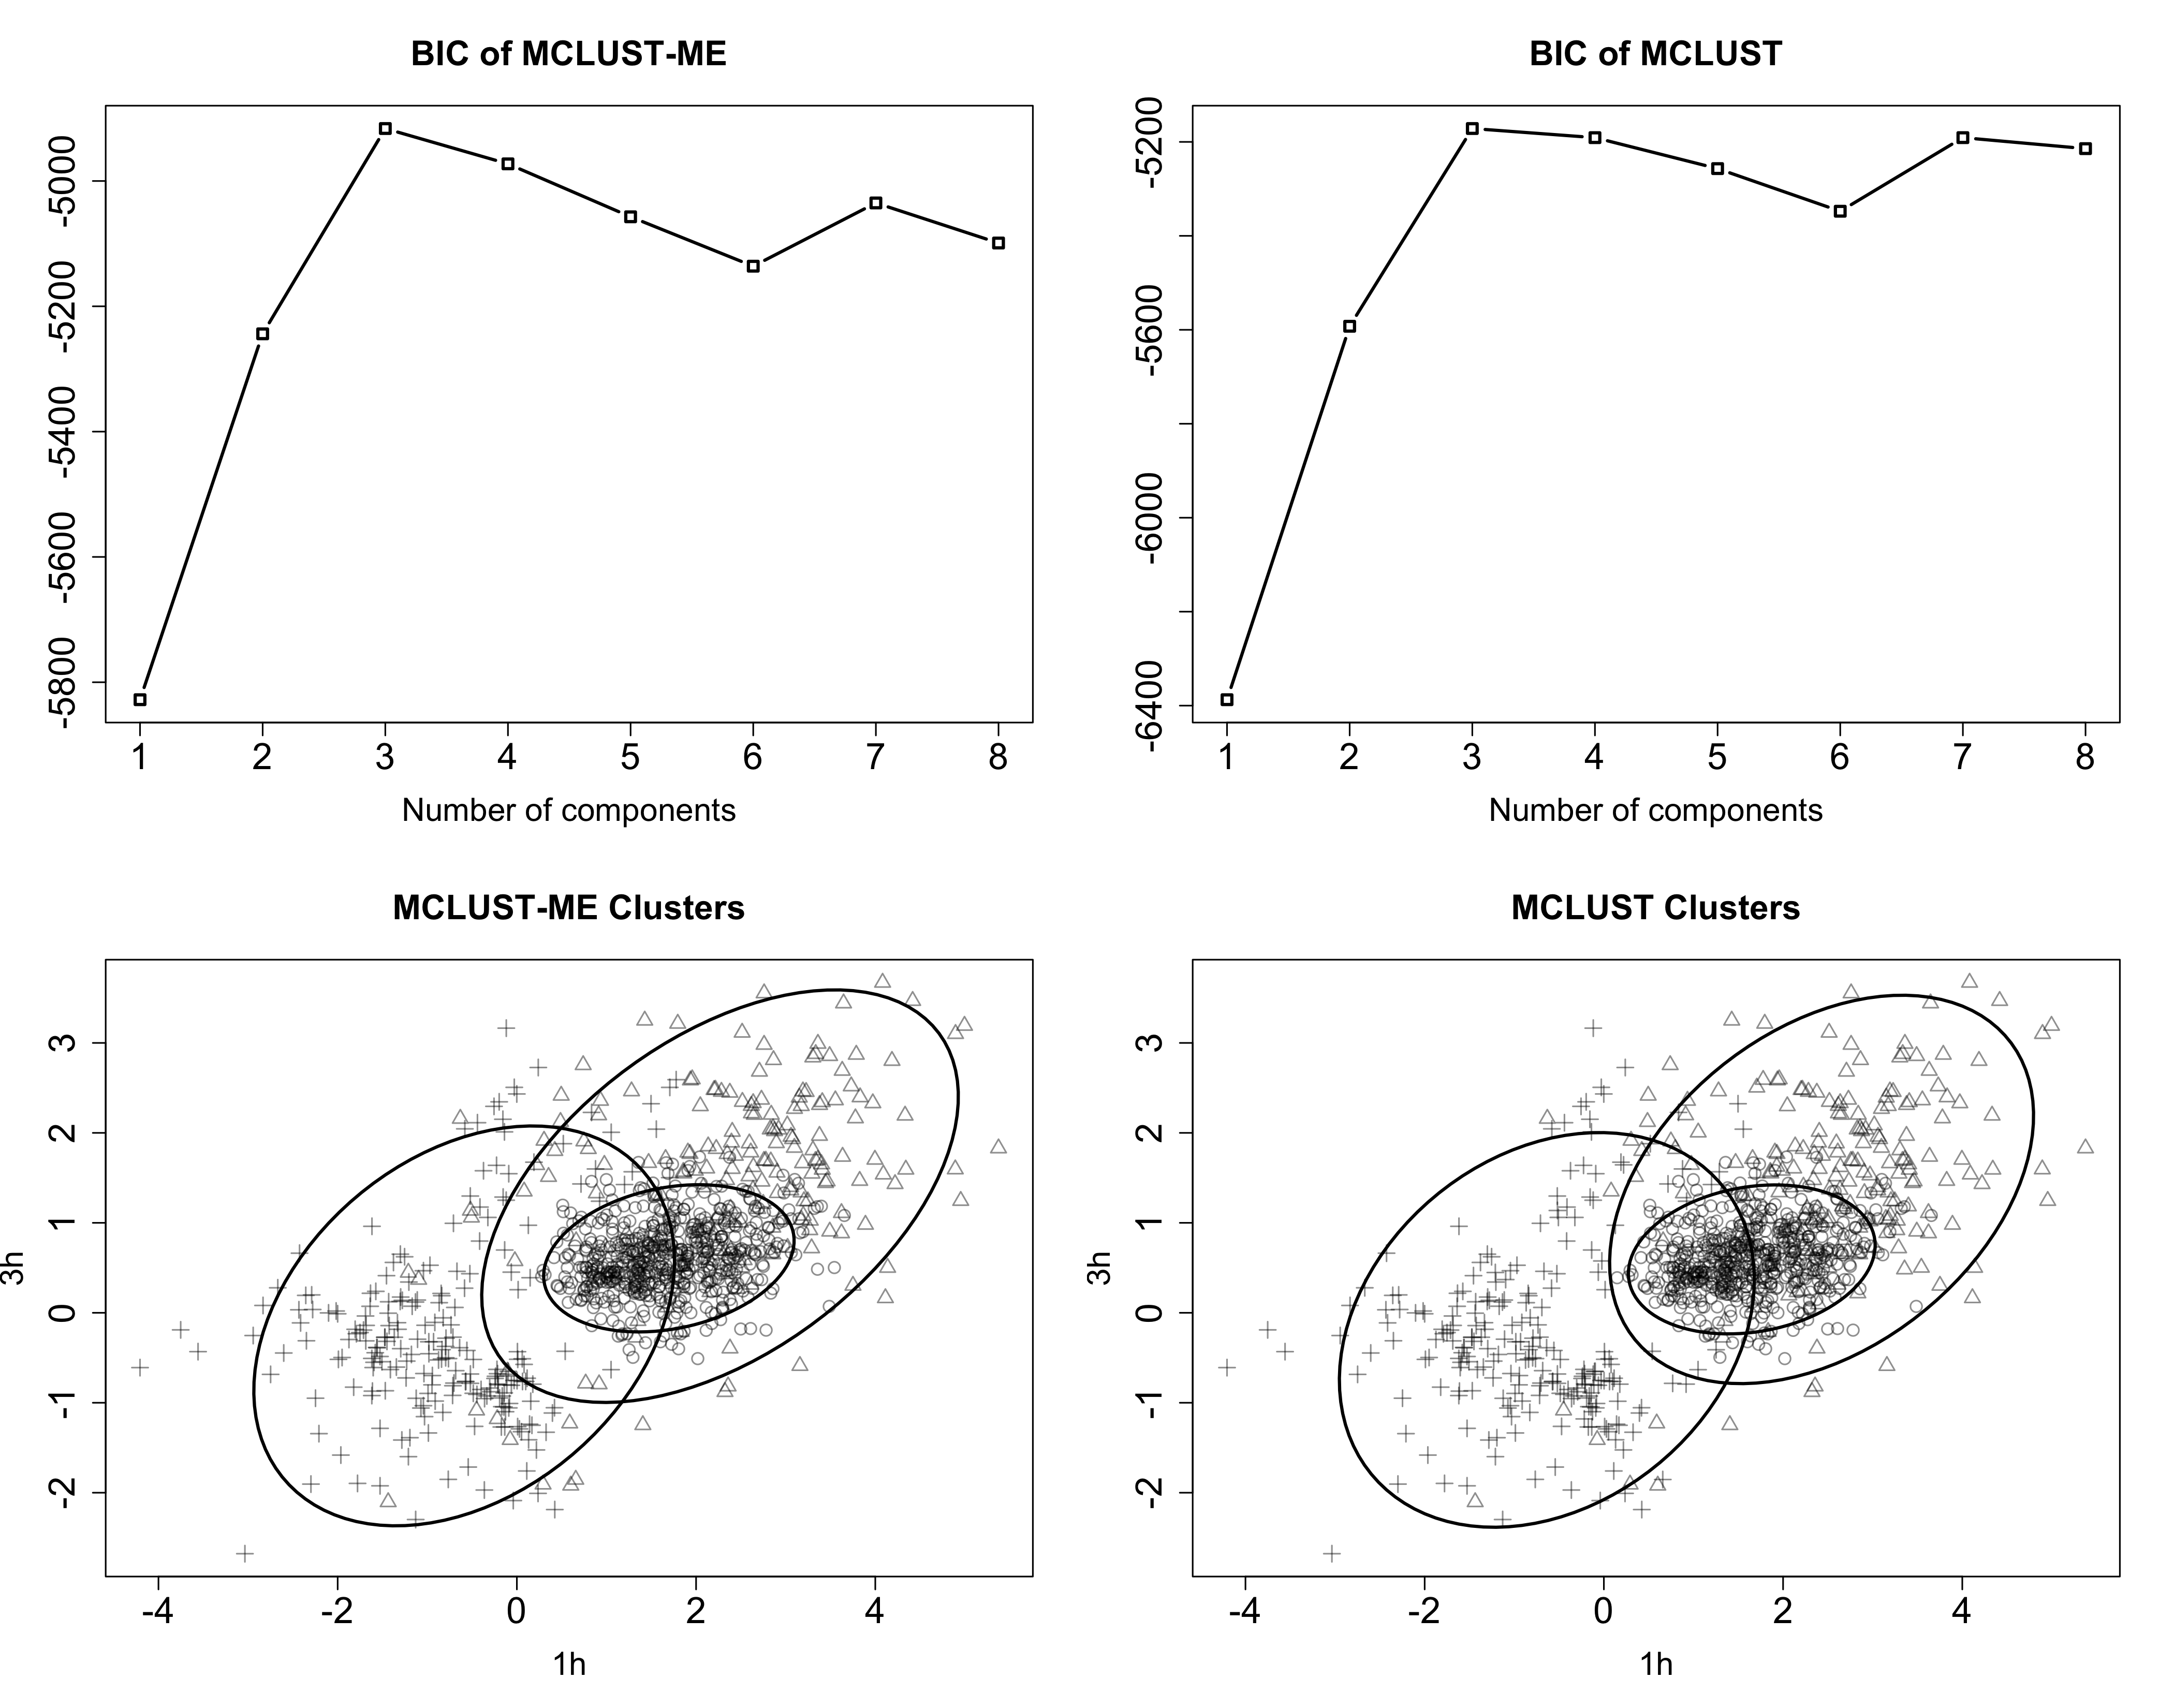 BIC of MCLUST-ME
-5000
-5200
-5400
-5600
-5800
1 2 3 4 5 6 7 8
Number of components
BIC of MCLUST
-5200
-5600
-6000
-6400
1 2 3 4 5 6 7 8
Number of components
MCLUST-ME Clusters
3h
3
2
1
0
-1
-2
-4 -2 0 2 4
1h
MCLUST Clusters
3h
3
2
1
0
-1
-2
-4 -2 0 2 4
1h